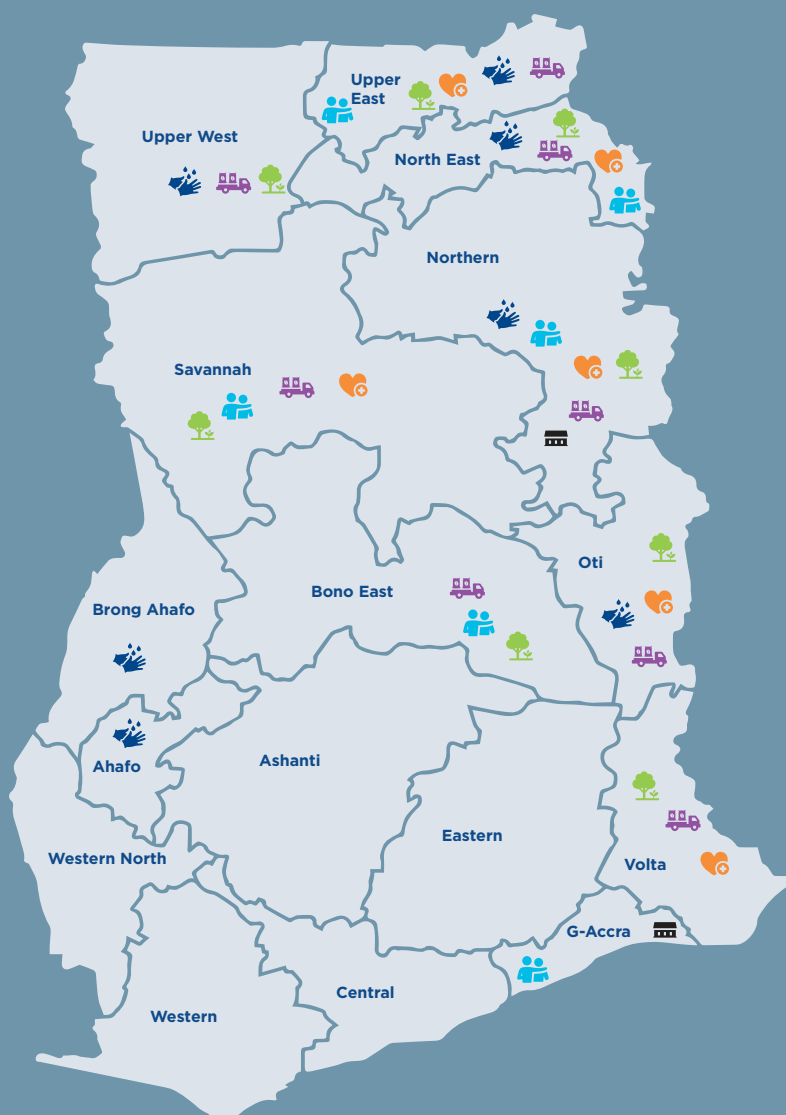 Upper
East
Upper West
North East
Northern
Savannah
Oti
Bono East
Brong Ahafo
Ashanti
Ahafo
Eastern
Western North
Volta
G-Accra
Central
Western